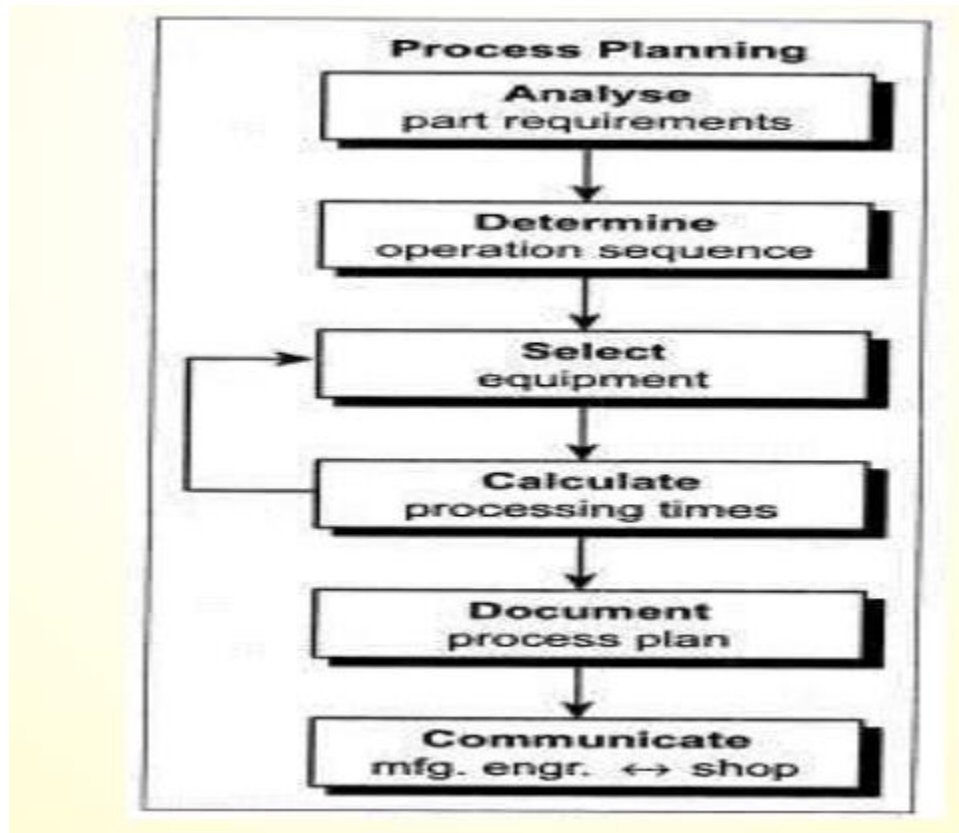 Process Planning
Analyse
part requirements
Determine
operation sequence
Select
equipment
Calculate
processing times
Document
process plan
Communicate
mfg. engr. ↔ shop